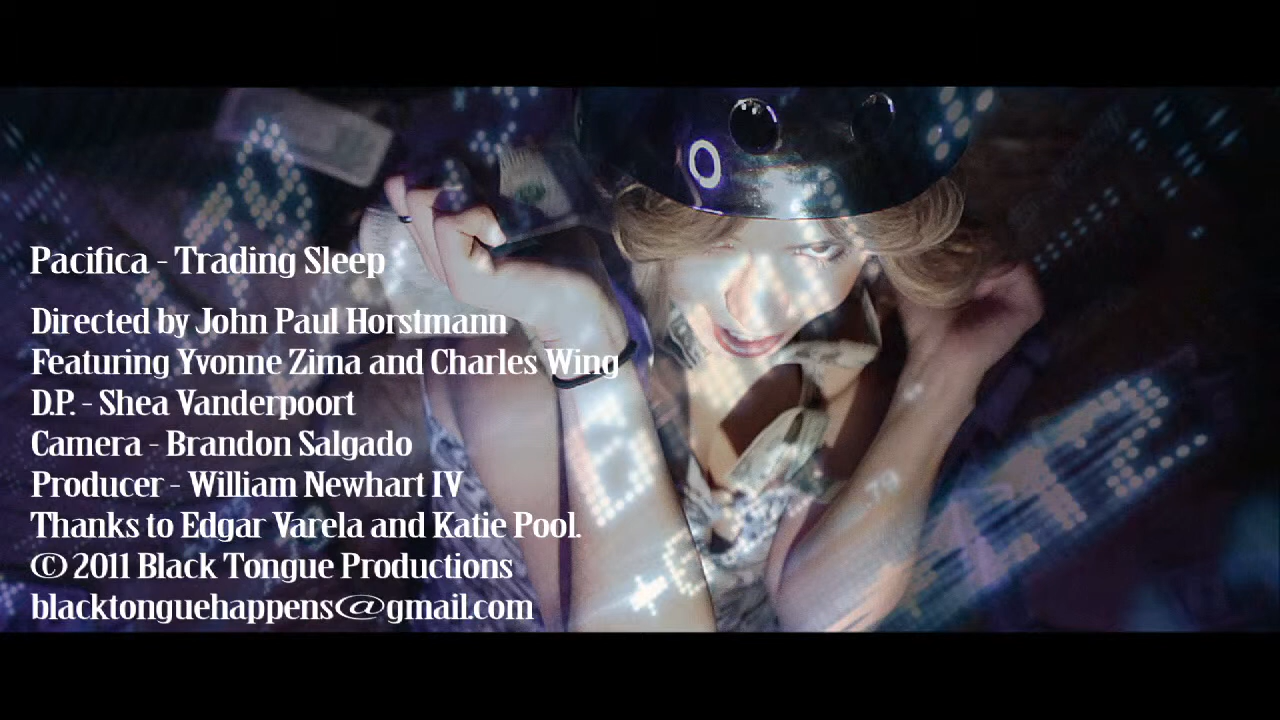 Pacifica - Trading Sleep
Directed by John Paul Horstmann
Featuring Yvonne Zima and Charles Wing
D.P. - Shea Vanderpoort
Camera - Brandon Salgado
Producer - William Newhart IV
Thanks to Edgar Varela and Katie Pool.
© 2011 Black Tongue Productions
blacktonguehappens@gmail.com